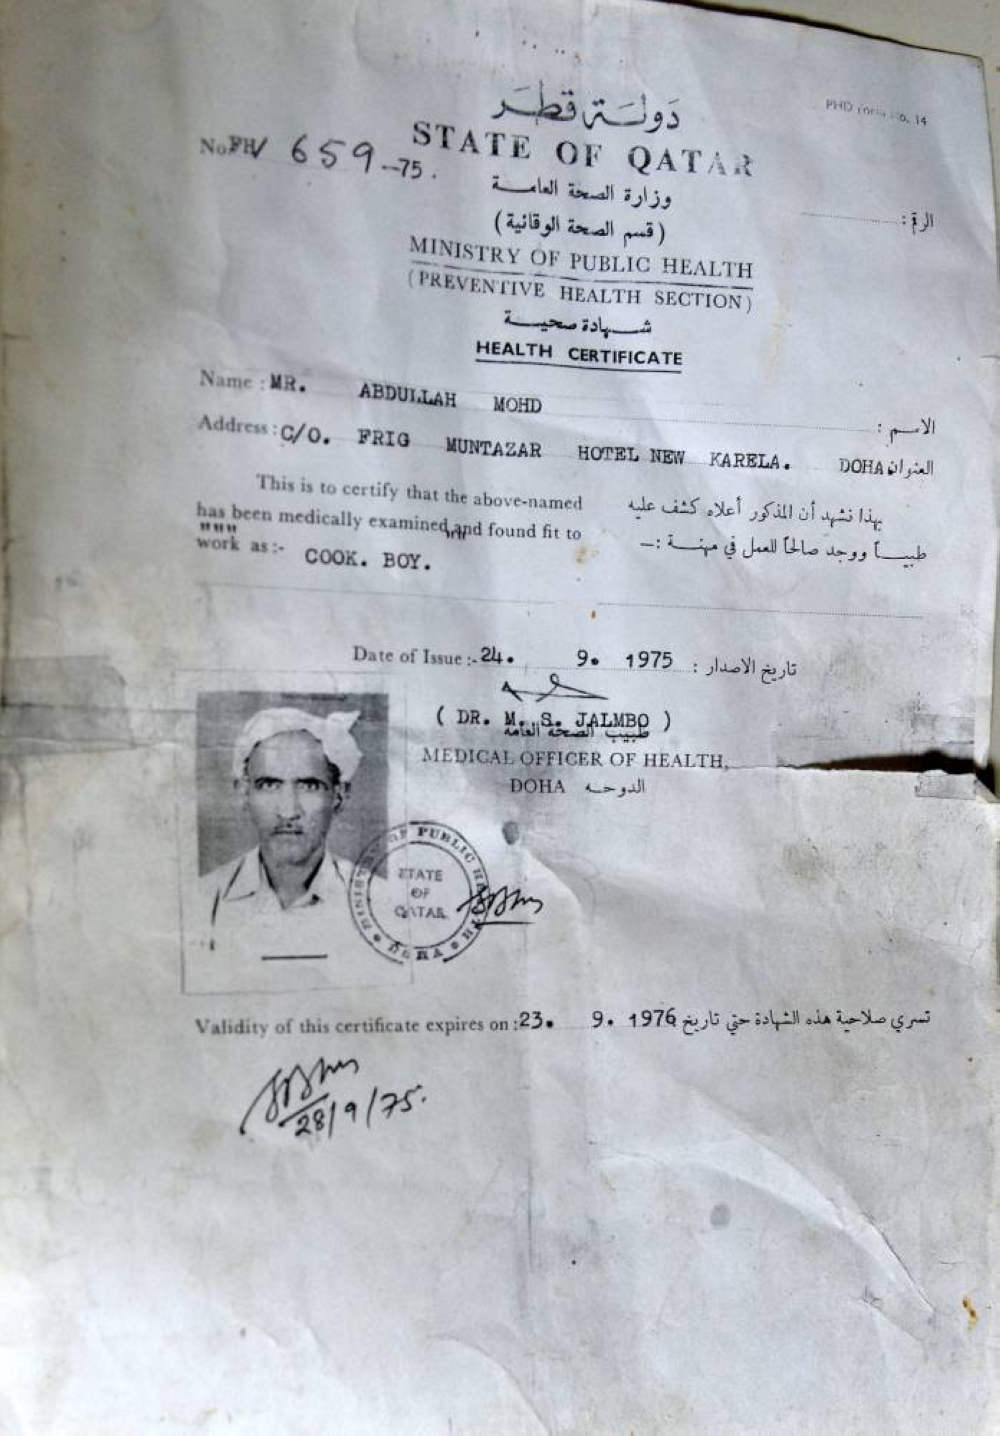 دولة قطر
PHD Form No. 14
STATE OF QATAR
No. FH/ 659-75.
وزارة الصحة العامة
الرقم :
(قسم الصحة الوقائية)
MINISTRY OF PUBLIC HEALTH
(PREVENTIVE HEALTH SECTION)
شهادة صحية
HEALTH CERTIFICATE
Name : MR. ABDULLAH MOHD الاسم :
Address : C/O. FRIG MUNTAZAR HOTEL NEW KARELA. DOHA العنوان
This is to certify that the above-named
has been medically examined and found fit to
""""
work as :- COOK. BOY.
بهذا نشهد أن المذكور أعلاه كشف عليه
طبيـاً ووجد صالحاً للعمل في مهنـة :—
Date of Issue :- 24. 9. 1975 تاريخ الاصدار :
( DR. M. S. JALMBO )
طبيب الصحة العامة
MEDICAL OFFICER OF HEALTH,
DOHA الدوحه
MINISTRY OF PUBLIC HEALTH
STATE
OF
QATAR
DOHA
Validity of this certificate expires on : 23. 9. 1976 تسري صلاحية هذه الشهادة حتي تاريخ
28/9/75.